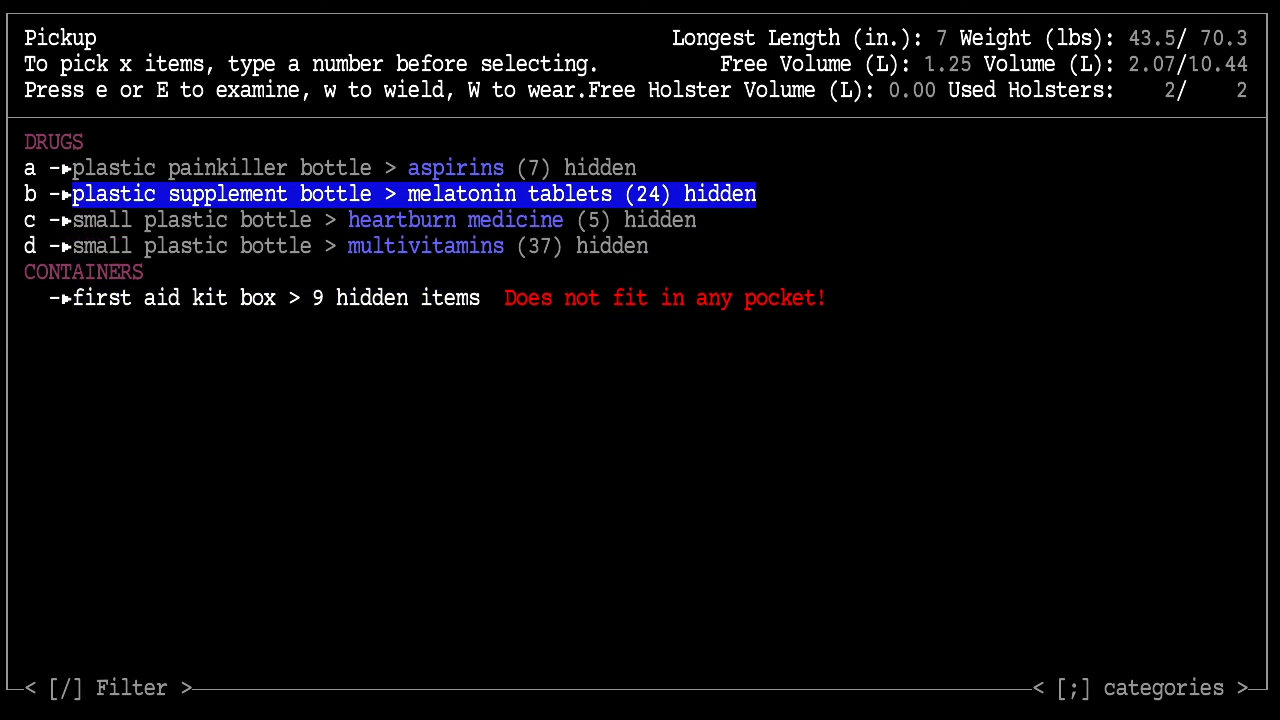 Pickup Longest Length (in.): 7 Weight (lbs): 43.5/ 70.3
To pick x items, type a number before selecting. Free Volume (L): 1.25 Volume (L): 2.07/10.44
Press e or E to examine, w to wield, W to wear.Free Holster Volume (L): 0.00 Used Holsters: 2/ 2
DRUGS
a -▸plastic painkiller bottle > aspirins (7) hidden
b -▸plastic supplement bottle > melatonin tablets (24) hidden
c -▸small plastic bottle > heartburn medicine (5) hidden
d -▸small plastic bottle > multivitamins (37) hidden
CONTAINERS
-▸first aid kit box > 9 hidden items Does not fit in any pocket!
< [/] Filter > < [;] categories >